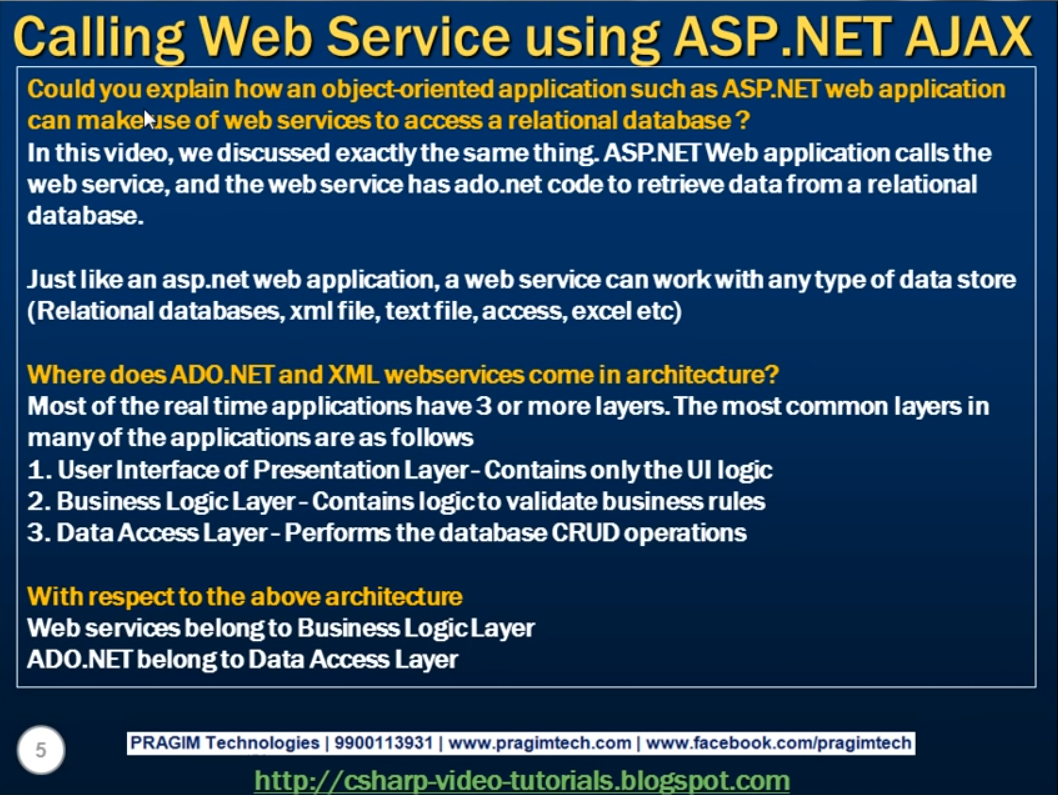 Calling Web Service using ASP.NET AJAX
Could you explain how an object-oriented application such as ASP.NET web application
can make use of web services to access a relational database ?
In this video, we discussed exactly the same thing. ASP.NET Web application calls the
web service, and the web service has ado.net code to retrieve data from a relational
database.
Just like an asp.net web application, a web service can work with any type of data store
(Relational databases, xml file, text file, access, excel etc)
Where does ADO.NET and XML webservices come in architecture?
Most of the real time applications have 3 or more layers. The most common layers in
many of the applications are as follows
1. User Interface of Presentation Layer - Contains only the UI logic
2. Business Logic Layer - Contains logic to validate business rules
3. Data Access Layer - Performs the database CRUD operations
With respect to the above architecture
Web services belong to Business Logic Layer
ADO.NET belong to Data Access Layer
5
PRAGIM Technologies | 9900113931 | www.pragimtech.com | www.facebook.com/pragimtech
http://csharp-video-tutorials.blogspot.com